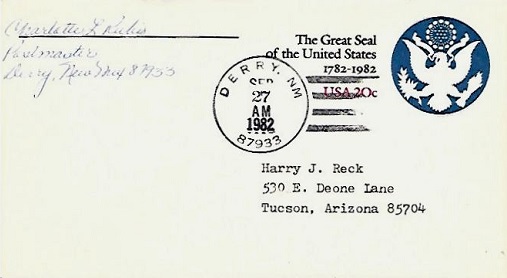 Charlotte L
Postmaster
Derry, New Mex 87933
The Great Seal
of the United States
1782-1982
USA 20c
DERRY, NM
SEP
27
AM
1982
87933
Harry J. Reck
530 E. Deone Lane
Tucson, Arizona 85704